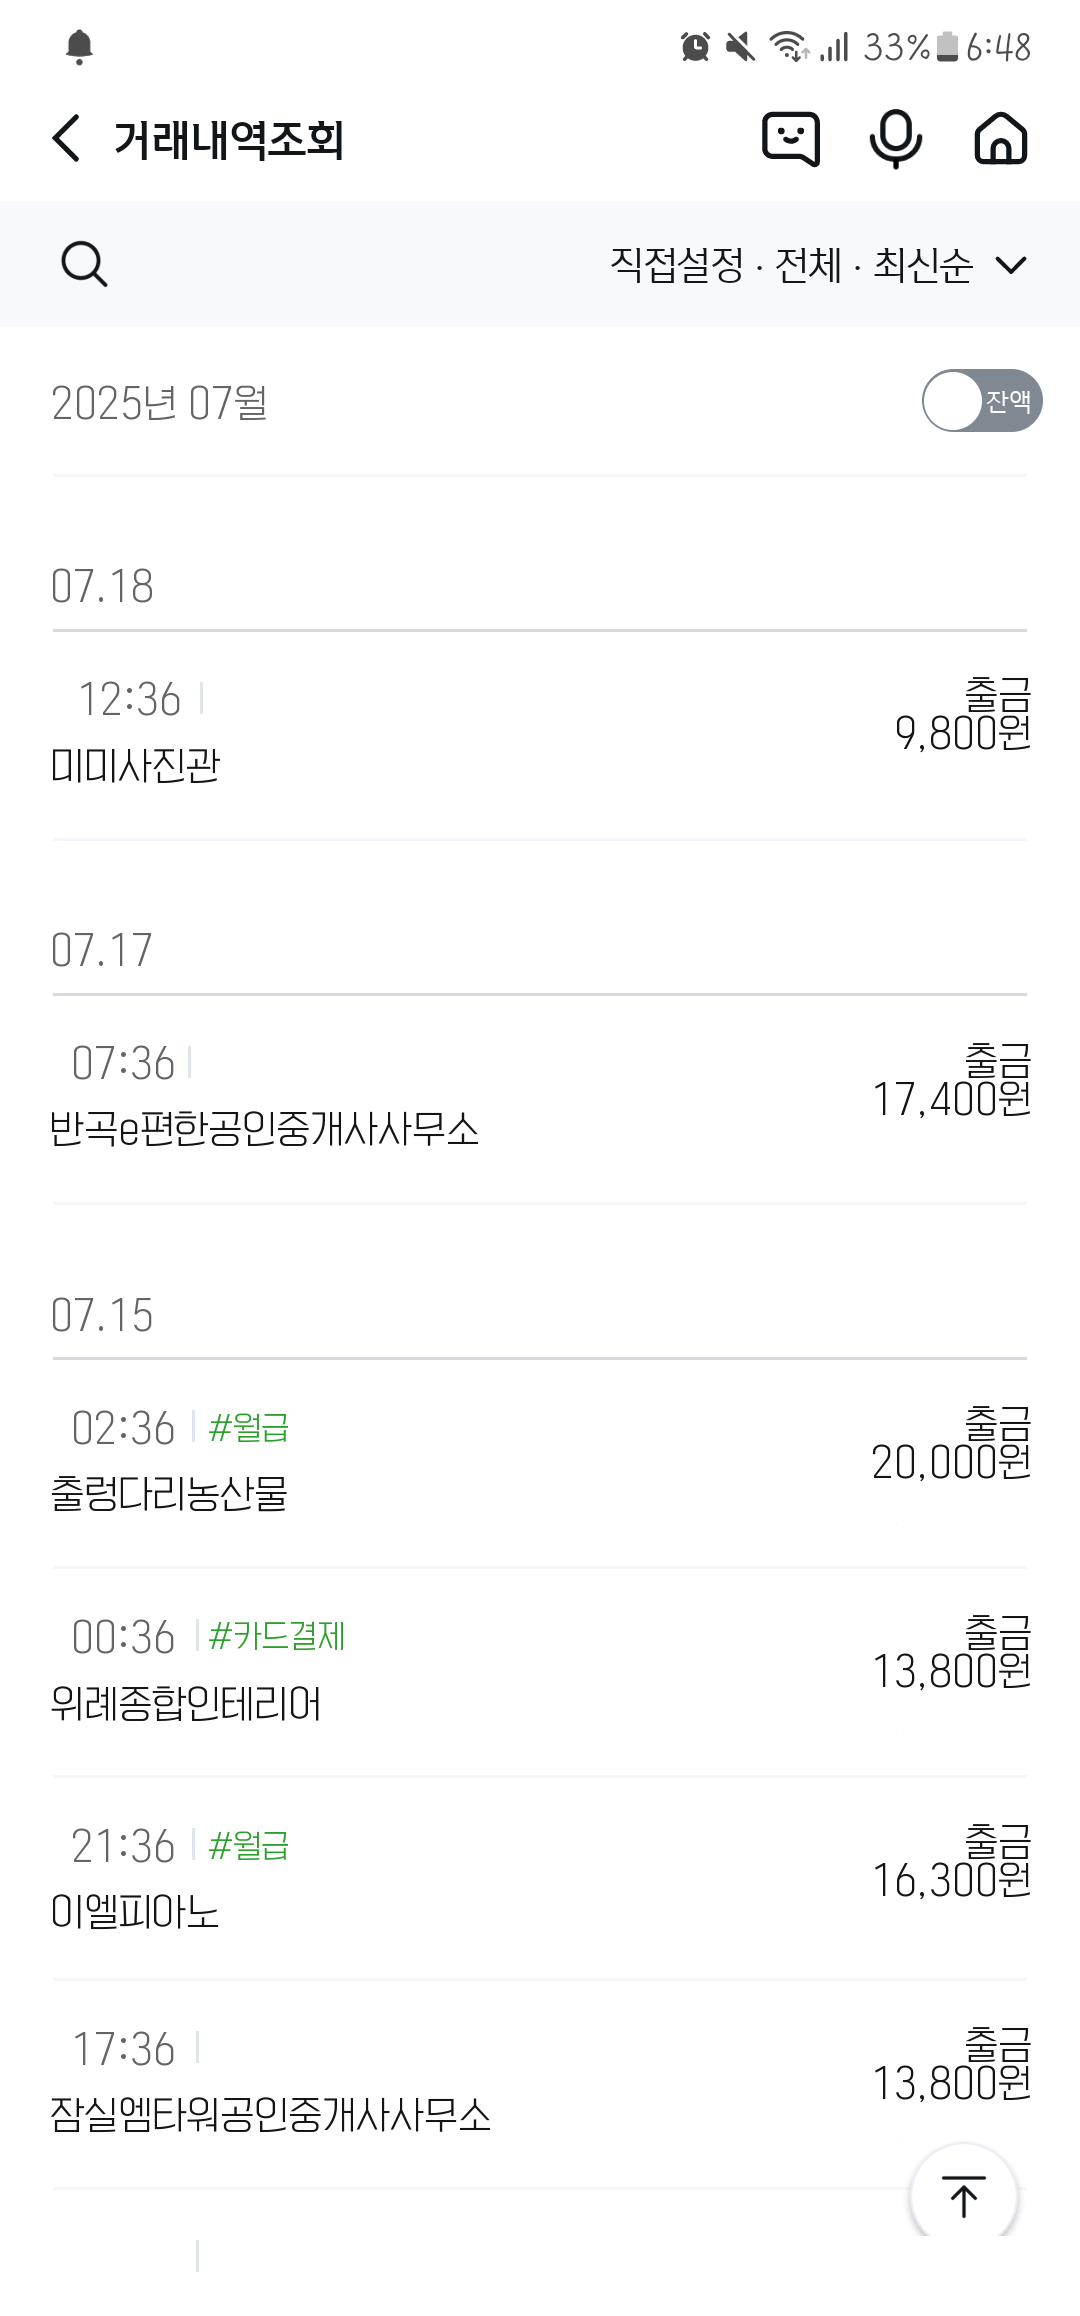 33% 6:48
거래내역조회
직접설정 · 전체 · 최신순
2025년 07월
잔액
07.18
12:36
출금
미미사진관
9,800원
07.17
07:36
출금
반곡e편한공인중개사사무소
17,400원
07.15
02:36 #월급
출금
출렁다리농산물
20,000원
00:36 #카드결제
출금
위례종합인테리어
13,800원
21:36 #월급
출금
이엘피아노
16,300원
17:36
출금
잠실엠타워공인중개사사무소
13,800원